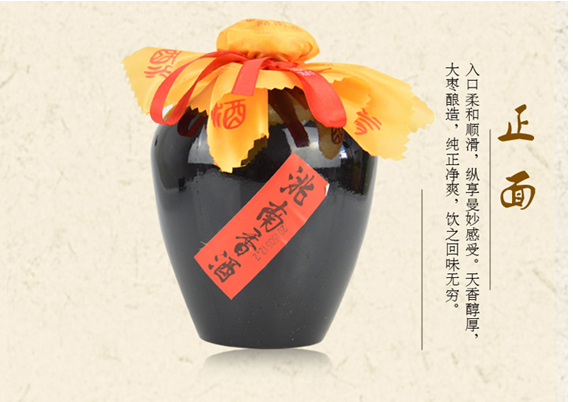 正面
入口柔和顺滑，纵享曼妙感受。天香醇厚，
大枣酿造，纯正净爽，饮之回味无穷。
洮南香酒
酒